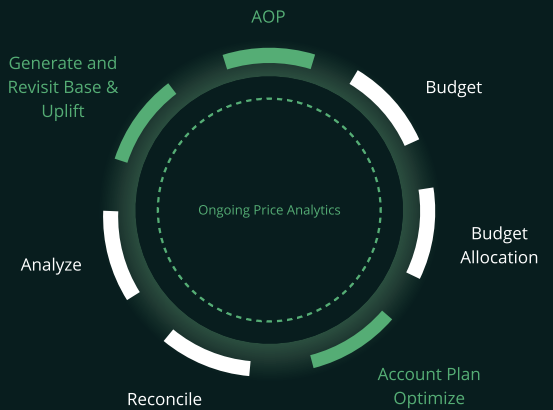 AOP
Budget
Budget
Allocation
Account Plan
Optimize
Reconcile
Analyze
Generate and
Revisit Base &
Uplift
Ongoing Price Analytics